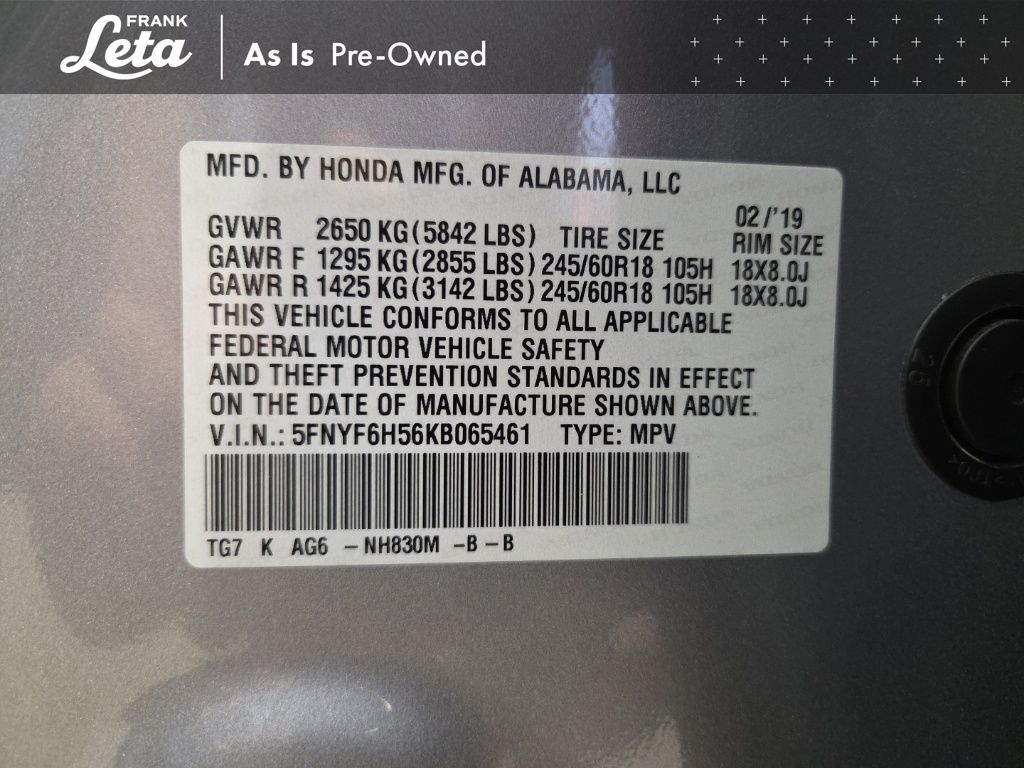 FRANK
Leta
As Is Pre-Owned
MFD. BY HONDA MFG. OF ALABAMA, LLC
02/'19
GVWR 2650 KG(5842 LBS) TIRE SIZE RIM SIZE
GAWR F 1295 KG(2855 LBS) 245/60R18 105H 18X8.0J
GAWR R 1425 KG(3142 LBS) 245/60R18 105H 18X8.0J
THIS VEHICLE CONFORMS TO ALL APPLICABLE
FEDERAL MOTOR VEHICLE SAFETY
AND THEFT PREVENTION STANDARDS IN EFFECT
ON THE DATE OF MANUFACTURE SHOWN ABOVE.
V.I.N.: 5FNYF6H56KB065461 TYPE: MPV
TG7 K AG6 -NH830M -B-B